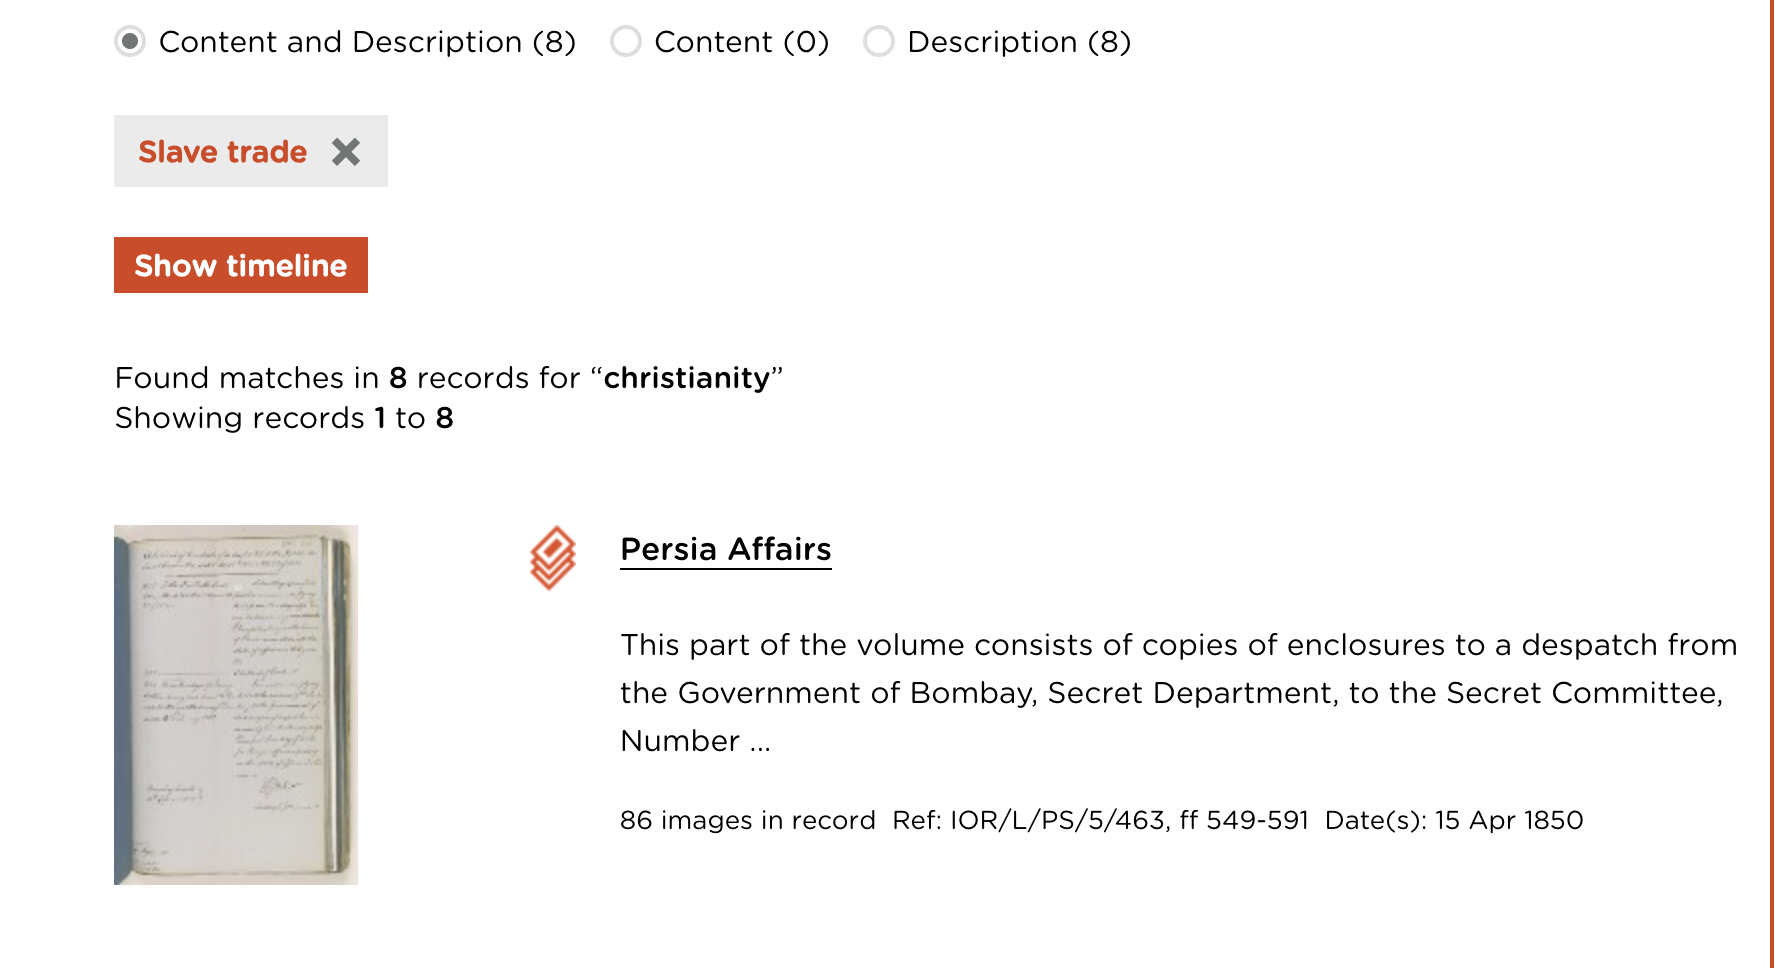 Content and Description (8) Content (0) Description (8)
Slave trade
Show timeline
Found matches in 8 records for “christianity”
Showing records 1 to 8
Persia Affairs
This part of the volume consists of copies of enclosures to a despatch from
the Government of Bombay, Secret Department, to the Secret Committee,
Number ...
86 images in record Ref: IOR/L/PS/5/463, ff 549-591 Date(s): 15 Apr 1850